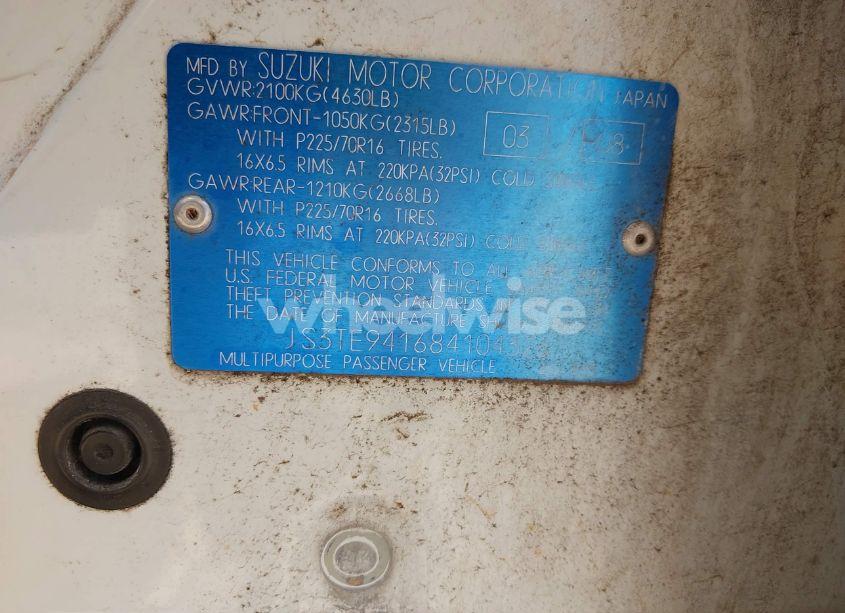 MFD BY SUZUKI MOTOR CORPORATION JAPAN
GVWR:2100KG(4630LB)
GAWR:FRONT-1050KG(2315LB)
03
WITH P225/70R16 TIRES.
16X6.5 RIMS AT 220KPA(32PSI) COLD
GAWR:REAR-1210KG(2668LB)
WITH P225/70R16 TIRES.
16X6.5 RIMS AT 220KPA(32PSI) COLD
THIS VEHICLE CONFORMS TO ALL
U.S. FEDERAL MOTOR VEHICLE
THEFT PREVENTION STANDARDS
THE DATE OF MANUFACTURE
wheelwise
MULTIPURPOSE PASSENGER VEHICLE